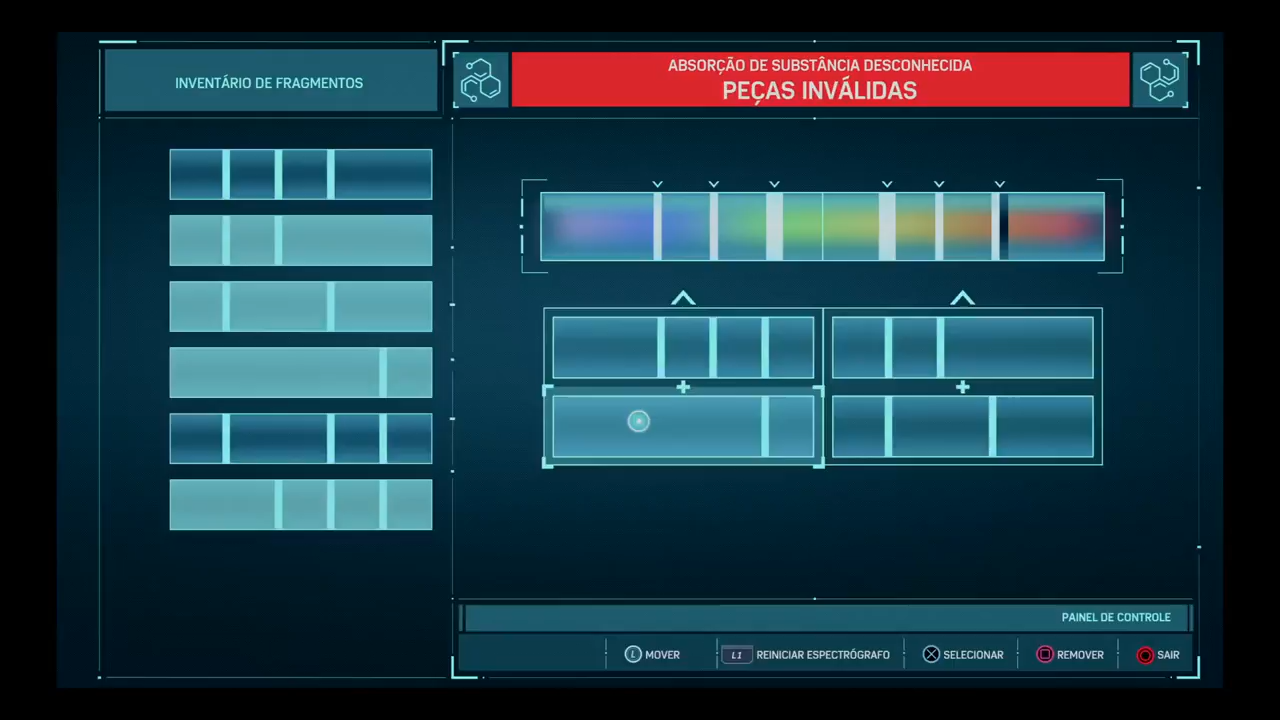 INVENTÁRIO DE FRAGMENTOS
ABSORÇÃO DE SUBSTÂNCIA DESCONHECIDA
PEÇAS INVÁLIDAS
PAINEL DE CONTROLE
L MOVER
L1 REINICIAR ESPECTRÓGRAFO
SELECIONAR
REMOVER
SAIR